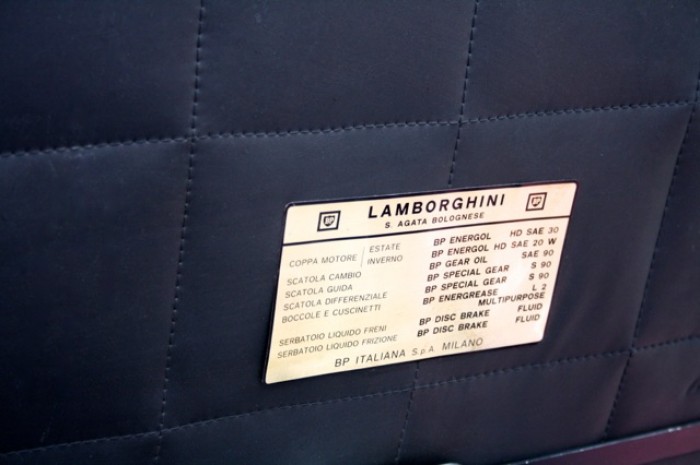 BP LAMBORGHINI BP
S. AGATA BOLOGNESE
COPPA MOTORE ESTATE BP ENERGOL HD SAE 30
INVERNO BP ENERGOL HD SAE 20 W
SCATOLA CAMBIO BP GEAR OIL SAE 90
SCATOLA GUIDA BP SPECIAL GEAR S 90
SCATOLA DIFFERENZIALE BP SPECIAL GEAR S 90
BOCCOLE E CUSCINETTI BP ENERGREASE L 2
MULTIPURPOSE
SERBATOIO LIQUIDO FRENI BP DISC BRAKE FLUID
SERBATOIO LIQUIDO FRIZIONE BP DISC BRAKE FLUID
BP ITALIANA S.p.A. MILANO